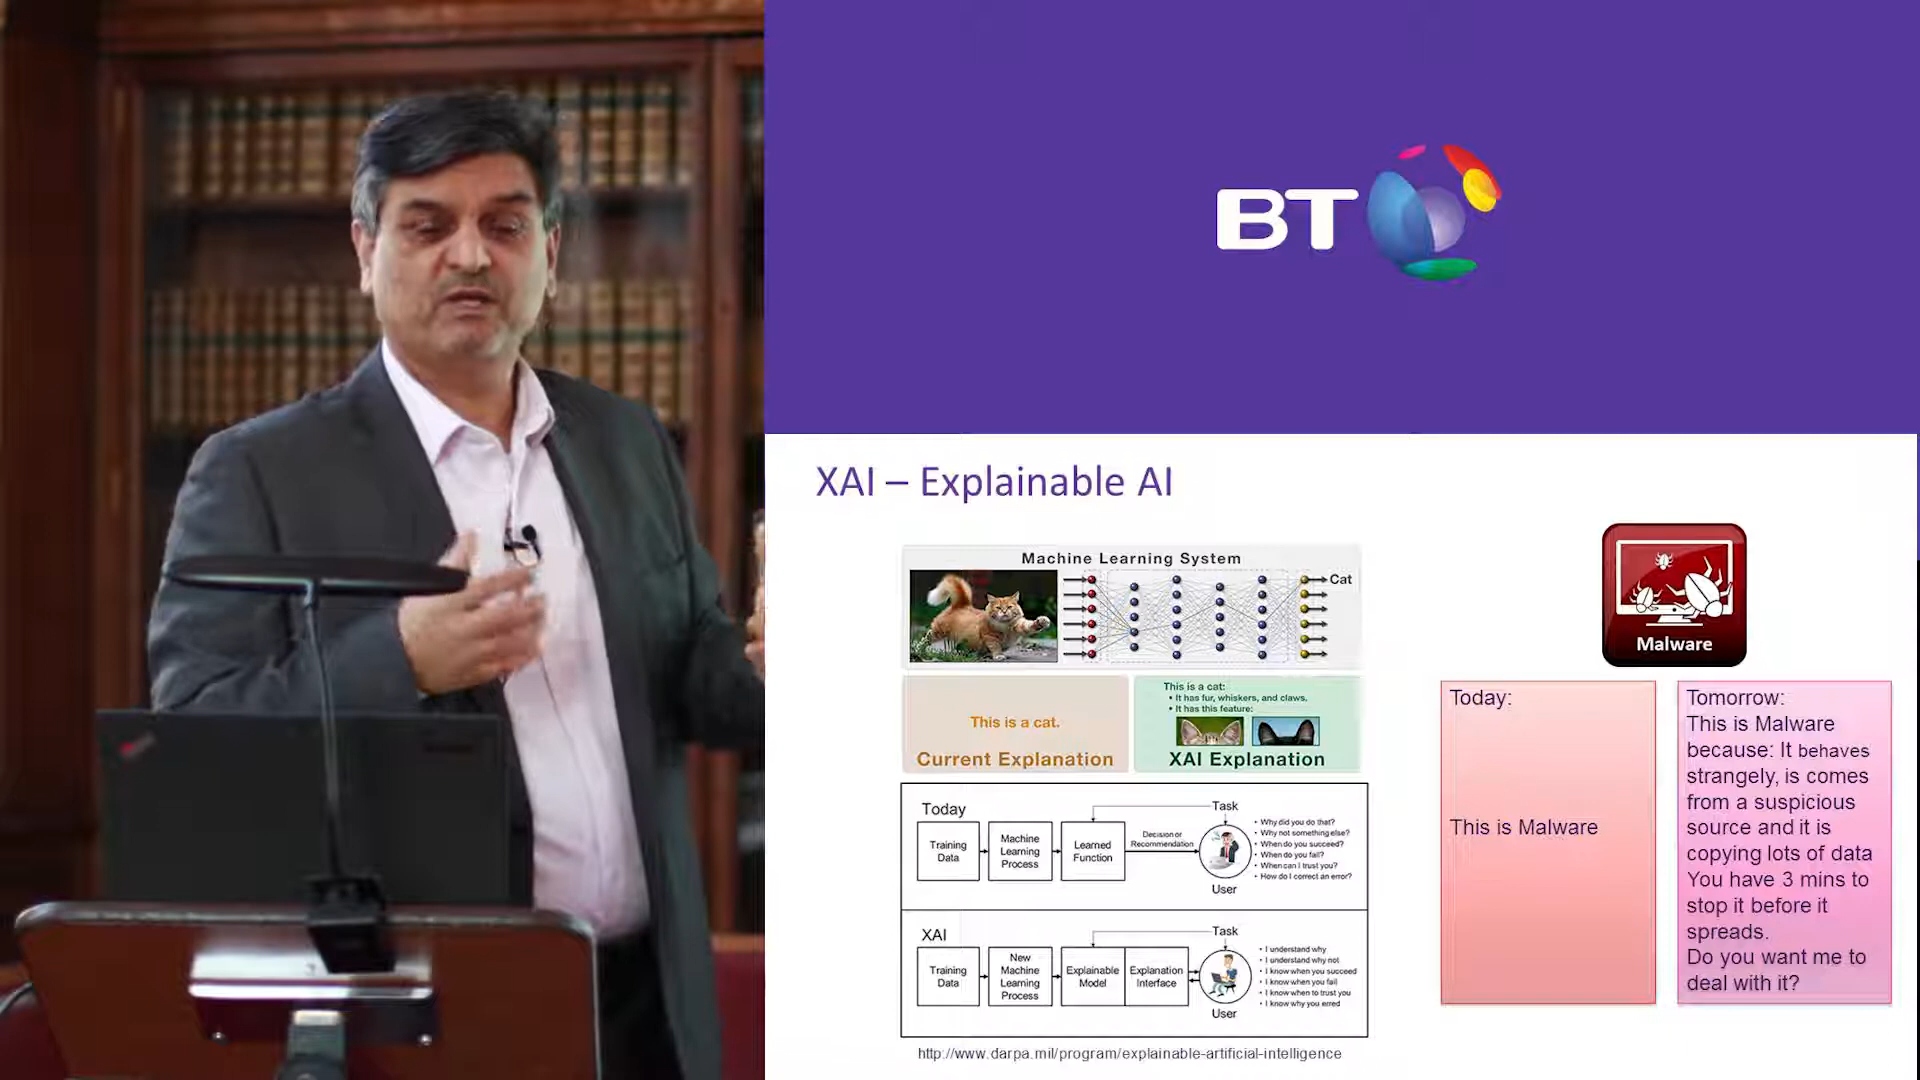 BT
XAI – Explainable AI
Machine Learning System
Cat
This is a cat.
Current Explanation
This is a cat:
• It has fur, whiskers, and claws.
• It has this feature:
XAI Explanation
Today
Training
Data
Machine
Learning
Process
Learned
Function
Decision or
Recommendation
Task
User
• Why did you do that?
• Why not something else?
• When do you succeed?
• When do you fail?
• When can I trust you?
• How do I correct an error?
XAI
Training
Data
New
Machine
Learning
Process
Explainable
Model
Explanation
Interface
Task
User
• I understand why
• I understand why not
• I know when you succeed
• I know when you fail
• I know when to trust you
• I know why you erred
http://www.darpa.mil/program/explainable-artificial-intelligence
Malware
Today:
This is Malware
Tomorrow:
This is Malware
because: It behaves
strangely, is comes
from a suspicious
source and it is
copying lots of data
You have 3 mins to
stop it before it
spreads.
Do you want me to
deal with it?